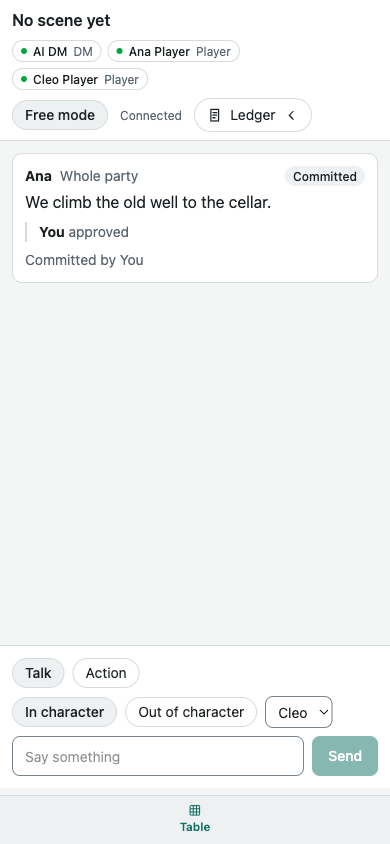 No scene yet
AI DM DM
Ana Player Player
Cleo Player Player
Free mode Connected Ledger
Ana Whole party Committed
We climb the old well to the cellar.
You approved
Committed by You
Talk Action
In character Out of character Cleo
Say something Send
Table